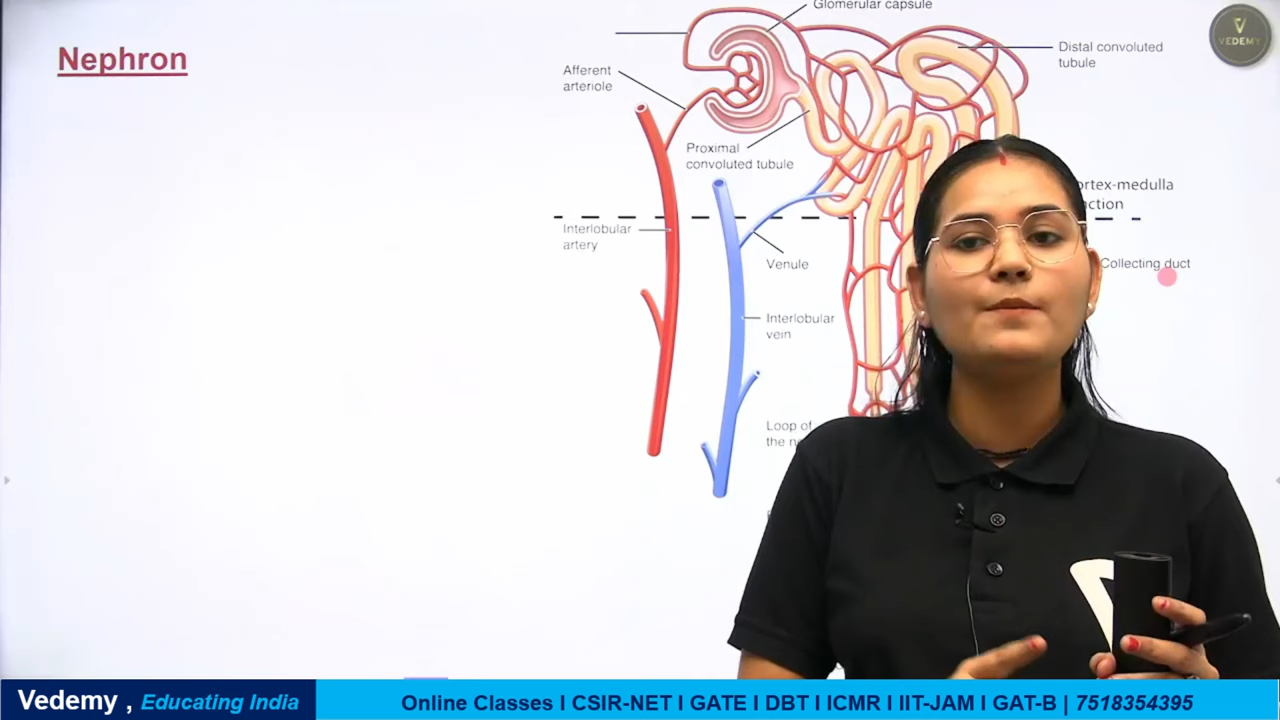 Glomerular capsule
VEDEMY
Nephron
Distal convoluted
tubule
Afferent
arteriole
Proximal
convoluted tubule
ortex-medulla
ction
Interlobular
artery
Venule
Collecting duct
Interlobular
vein
Loop of
the ne
Vedemy , Educating India
Online Classes I CSIR-NET I GATE I DBT I ICMR I IIT-JAM I GAT-B | 7518354395